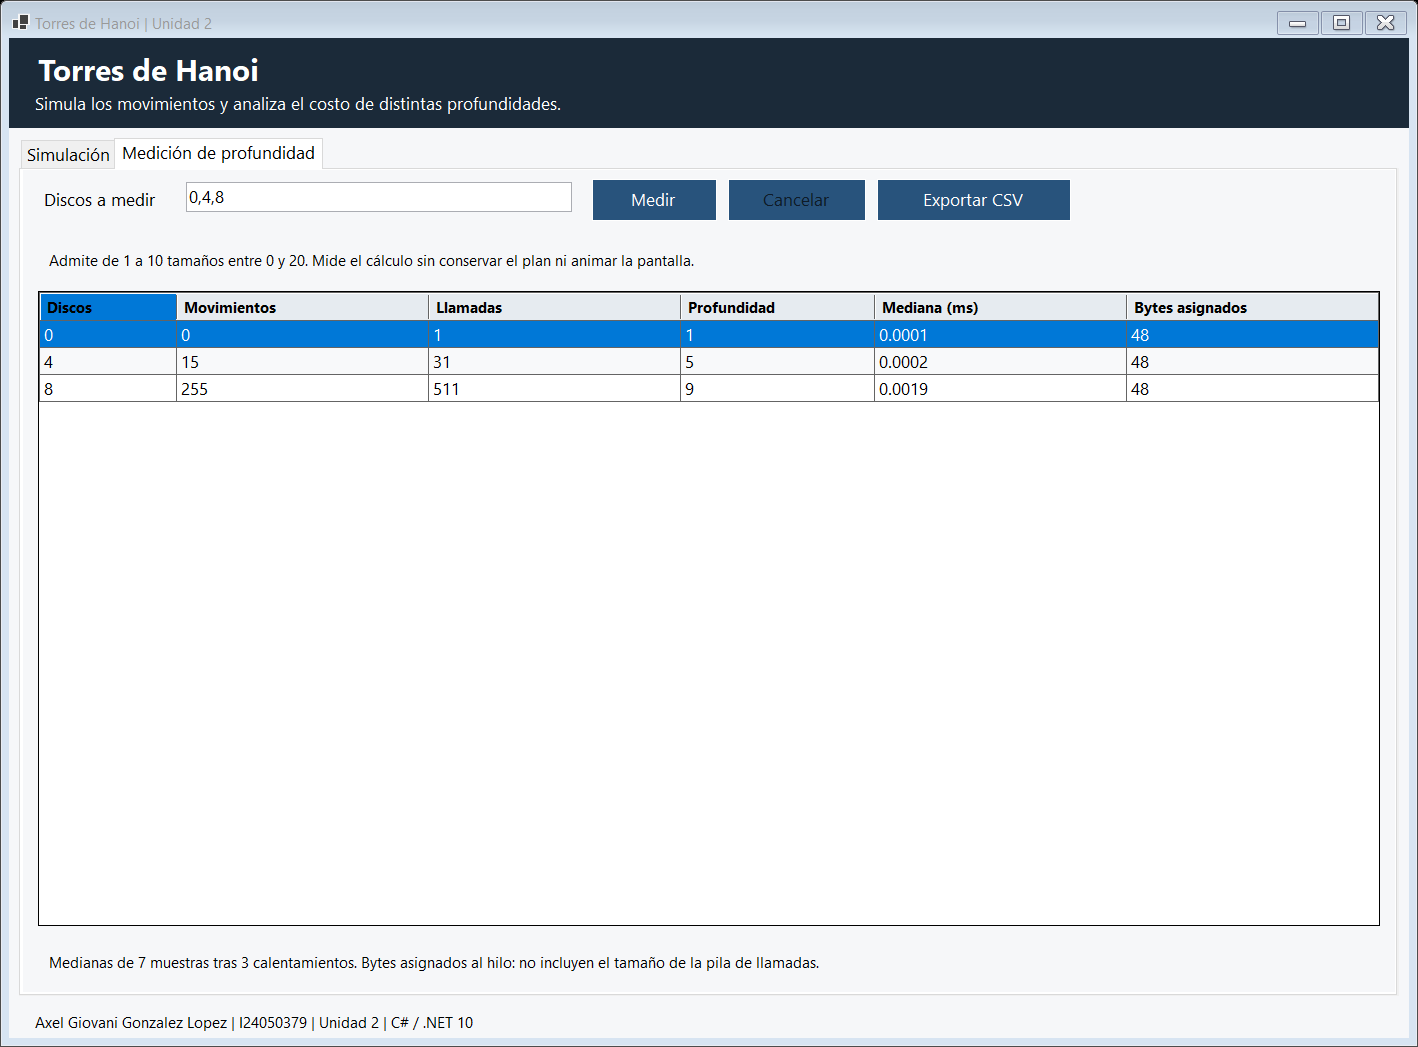 Torres de Hanoi | Unidad 2
Torres de Hanoi
Simula los movimientos y analiza el costo de distintas profundidades.
Simulación Medición de profundidad
Discos a medir 0,4,8 Medir Cancelar Exportar CSV
Admite de 1 a 10 tamaños entre 0 y 20. Mide el cálculo sin conservar el plan ni animar la pantalla.
Discos Movimientos Llamadas Profundidad Mediana (ms) Bytes asignados
0 0 1 1 0.0001 48
4 15 31 5 0.0002 48
8 255 511 9 0.0019 48
Medianas de 7 muestras tras 3 calentamientos. Bytes asignados al hilo: no incluyen el tamaño de la pila de llamadas.
Axel Giovani Gonzalez Lopez | I24050379 | Unidad 2 | C# / .NET 10